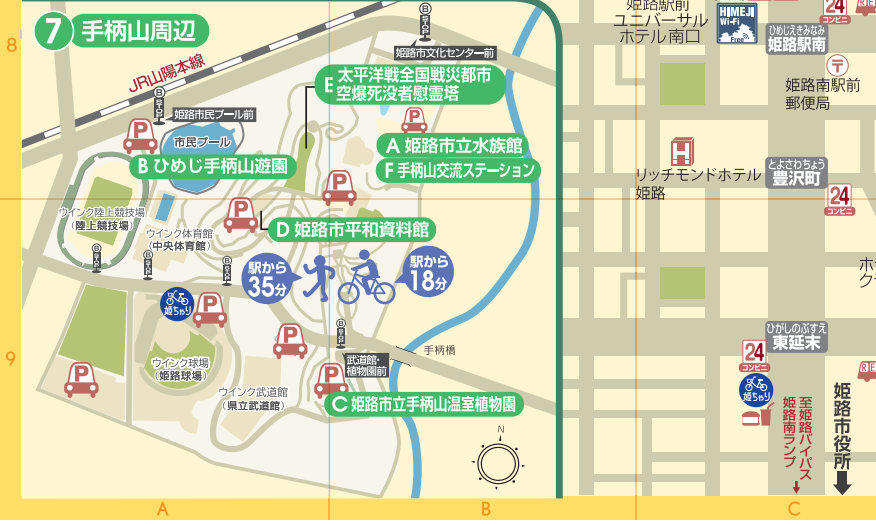 7 手柄山周辺
8
JR山陽本線
BUS STOP
姫路市文化センター前
E 太平洋戦全国戦災都市
空爆死没者慰霊塔
BUS STOP
姫路市民プール前
P
市民プール
P
A 姫路市立水族館
B ひめじ手柄山遊園
F 手柄山交流ステーション
P
P
ウインク陸上競技場
(陸上競技場)
ウインク体育館
(中央体育館)
D 姫路市平和資料館
BUS STOP
BUS STOP
BUS STOP
駅から
35分
駅から
18分
姫ちゃり
P
P
BUS STOP
9
手柄橋
武道館・
植物園前
ウインク球場
(姫路球場)
P
P
ウインク武道館
(県立武道館)
C 姫路市立手柄山温室植物園
N
A
B
C
姫路駅前
ユニバーサル
ホテル南口
HIMEJI
Wi-Fi
Free
24
コンビニ
ひめじえきみなみ
姫路駅南
〒
姫路南駅前
郵便局
リッチモンドホテル
姫路
とよさわちょう
豊沢町
24
コンビニ
ホ
ク
ひがしのぶすえ
東延末
24
コンビニ
姫ちゃり
至姫路バイパス
姫路南ランプ
姫路市役所